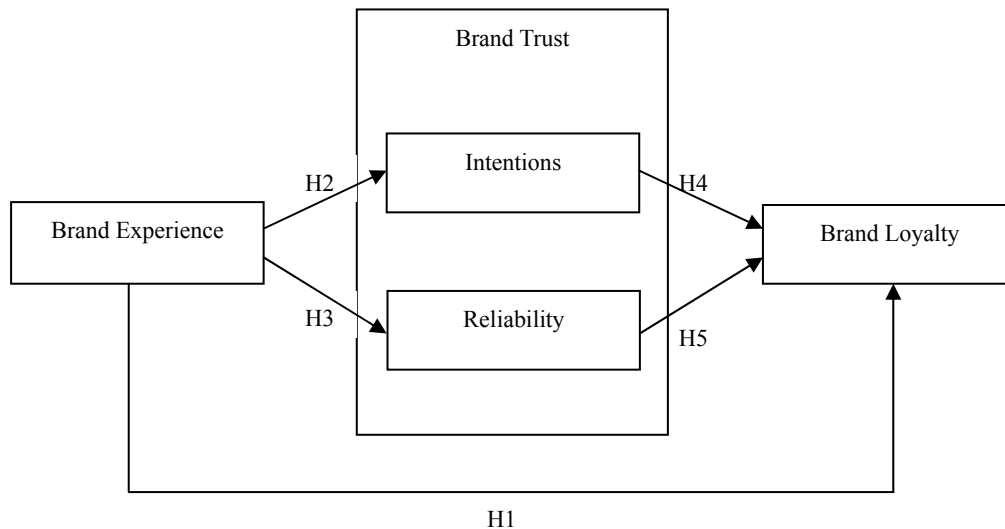 Brand Trust
Intentions
H2
H4
Brand Experience
Brand Loyalty
Reliability
H3
H5
H1